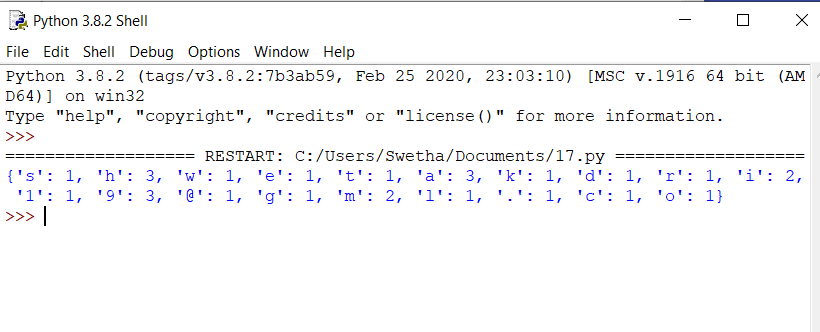 Python 3.8.2 Shell
File Edit Shell Debug Options Window Help
Python 3.8.2 (tags/v3.8.2:7b3ab59, Feb 25 2020, 23:03:10) [MSC v.1916 64 bit (AM
D64)] on win32
Type "help", "copyright", "credits" or "license()" for more information.
>>>
=================== RESTART: C:/Users/Swetha/Documents/17.py ===================
{'s': 1, 'h': 3, 'w': 1, 'e': 1, 't': 1, 'a': 3, 'k': 1, 'd': 1, 'r': 1, 'i': 2,
 '1': 1, '9': 3, '@': 1, 'g': 1, 'm': 2, 'l': 1, '.': 1, 'c': 1, 'o': 1}
>>>